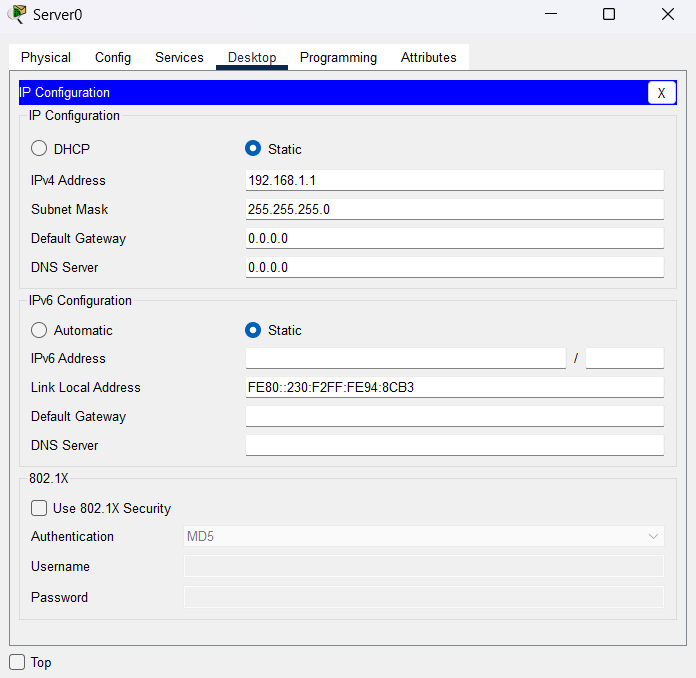 Server0
Physical Config Services Desktop Programming Attributes
IP Configuration X
IP Configuration
DHCP Static
IPv4 Address 192.168.1.1
Subnet Mask 255.255.255.0
Default Gateway 0.0.0.0
DNS Server 0.0.0.0
IPv6 Configuration
Automatic Static
IPv6 Address /
Link Local Address FE80::230:F2FF:FE94:8CB3
Default Gateway
DNS Server
802.1X
Use 802.1X Security
Authentication MD5
Username
Password
Top